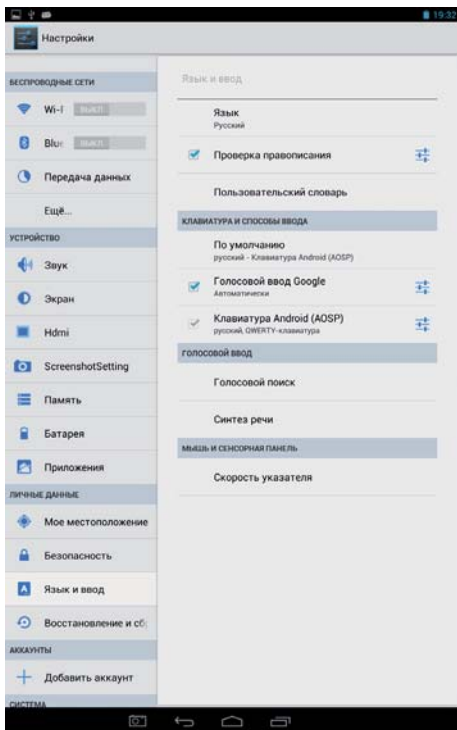 19:32
Настройки
БЕСПРОВОДНЫЕ СЕТИ
Wi-F
ВЫКЛ
Blue
ВЫКЛ
Передача данных
Ещё...
УСТРОЙСТВО
Звук
Экран
Hdmi
ScreenshotSetting
Память
Батарея
Приложения
ЛИЧНЫЕ ДАННЫЕ
Мое местоположение
Безопасность
Язык и ввод
Восстановление и сб
АККАУНТЫ
Добавить аккаунт
СИСТЕМА
Язык и ввод
Язык
Русский
Проверка правописания
Пользовательский словарь
КЛАВИАТУРА И СПОСОБЫ ВВОДА
По умолчанию
русский - Клавиатура Android (AOSP)
Голосовой ввод Google
Автоматически
Клавиатура Android (AOSP)
русский, QWERTY-клавиатура
ГОЛОСОВОЙ ВВОД
Голосовой поиск
Синтез речи
МЫШЬ И СЕНСОРНАЯ ПАНЕЛЬ
Скорость указателя